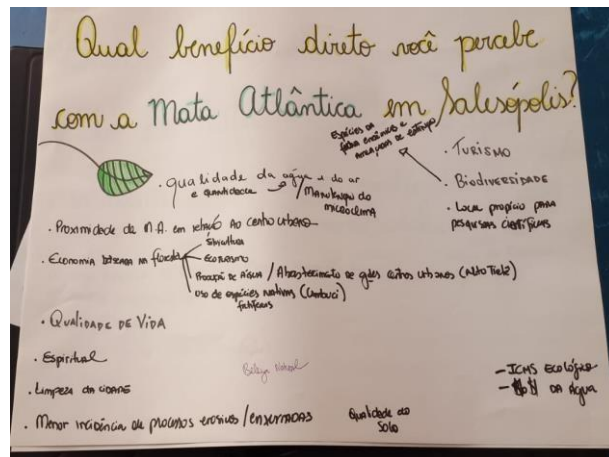 Qual benefício direto você percebe
com a Mata Atlântica em Salesópolis?
Espécies da
fauna endêmicas e
ameaçadas de extinção
. TURISMO
. BIODIVERSIDADE
. Local propício para
pesquisas científicas
. qualidade da água e do ar
e quantidade
/ Manutenção do
microclima
. Proximidade de M.A. em relação Ao centro urbano
. Economia baseada na floresta
Silvicultura
Ecoturismo
Produção de Água / Abastecimento de gdes centros urbanos (Alto Tietê)
uso de espécies nativas (Cambuci)
frutíferas
. QUALIDADE DE VIDA
. Espiritual
Beleza Natural
. Limpeza da CIDADE
- ICMS Ecológico
DA Água
. Menor incidência de processos erosivos / ENXURRADAS
Qualidade do
Solo